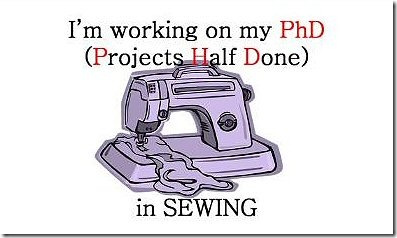 I'm working on my PhD
(Projects Half Done)
in SEWING